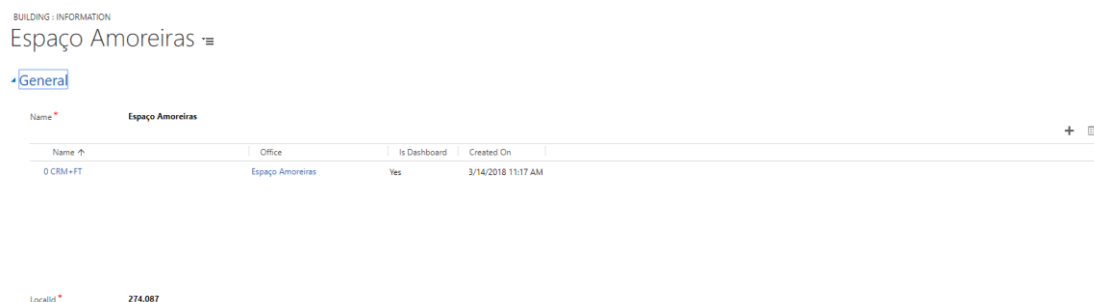 BUILDING : INFORMATION
Espaço Amoreiras
General
Name * Espaço Amoreiras
Name ↑ Office Is Dashboard Created On
0 CRM+FT Espaço Amoreiras Yes 3/14/2018 11:17 AM
LocalId * 274,087